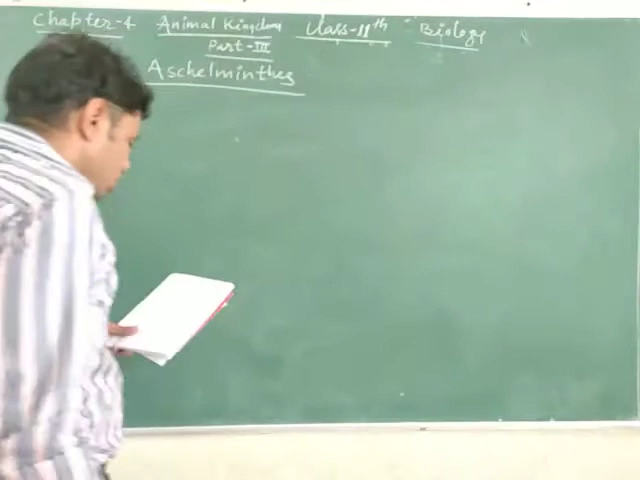 Chapter-4 Animal Kingdom Class-11th Biology
Part-III
Aschelminthes